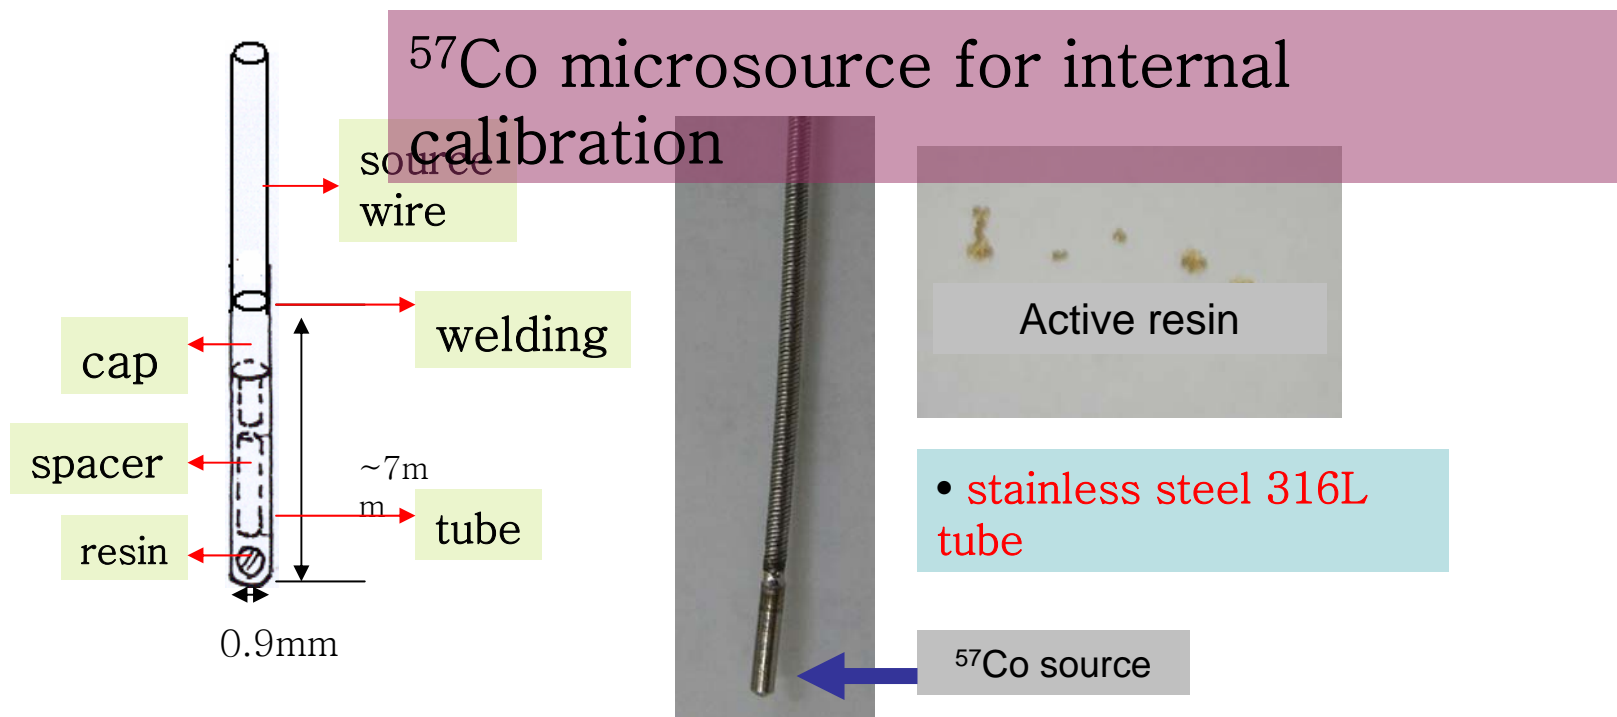 ⁵⁷Co microsource for internal
calibration
source
wire
welding
cap
spacer
~7m
m
tube
resin
0.9mm
Active resin
• stainless steel 316L
tube
⁵⁷Co source